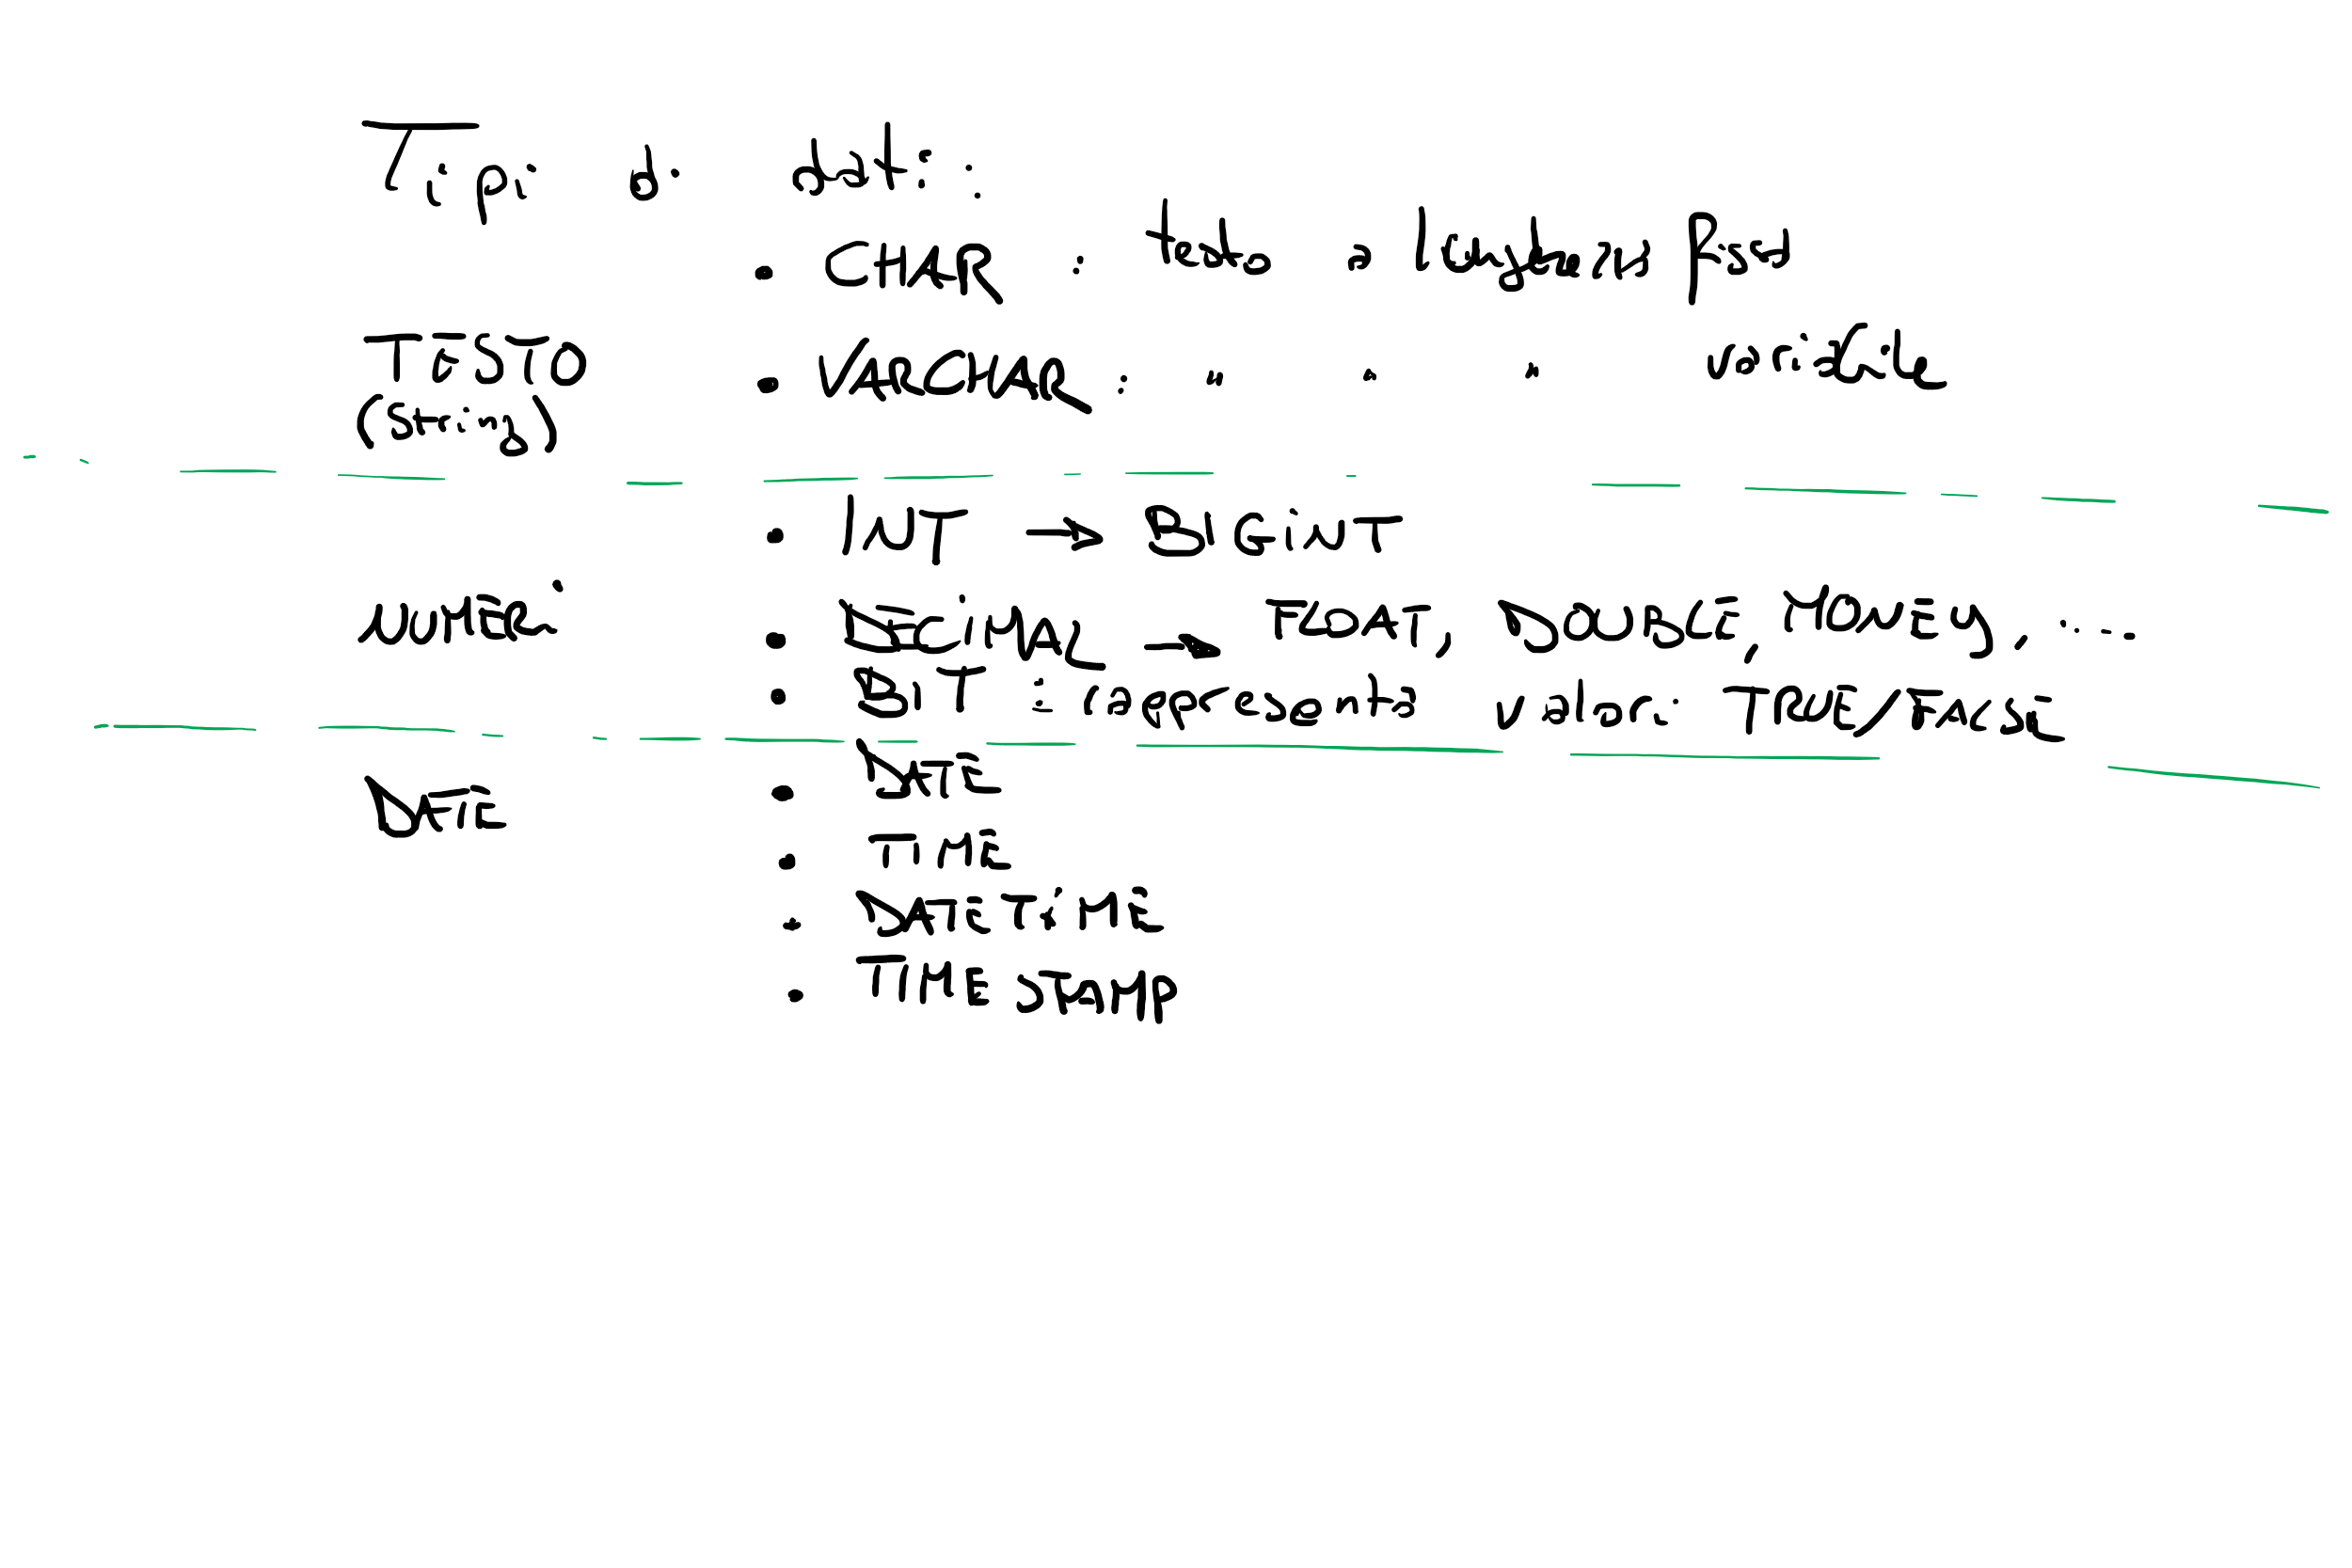 Tipi di dati:
• CHAR : testo a lunghezza fissa
TESTO • VARCHAR: " " " variabile
(string)
• INT → BIGINT
NUMERi • DECiMAL → FLOAT, DOUBLE, MONEY, ...
• BIT : rappresenta valori TRUE/FALSE
DATE • DATE
• TIME
• DATETiME
• TIMESTAMP